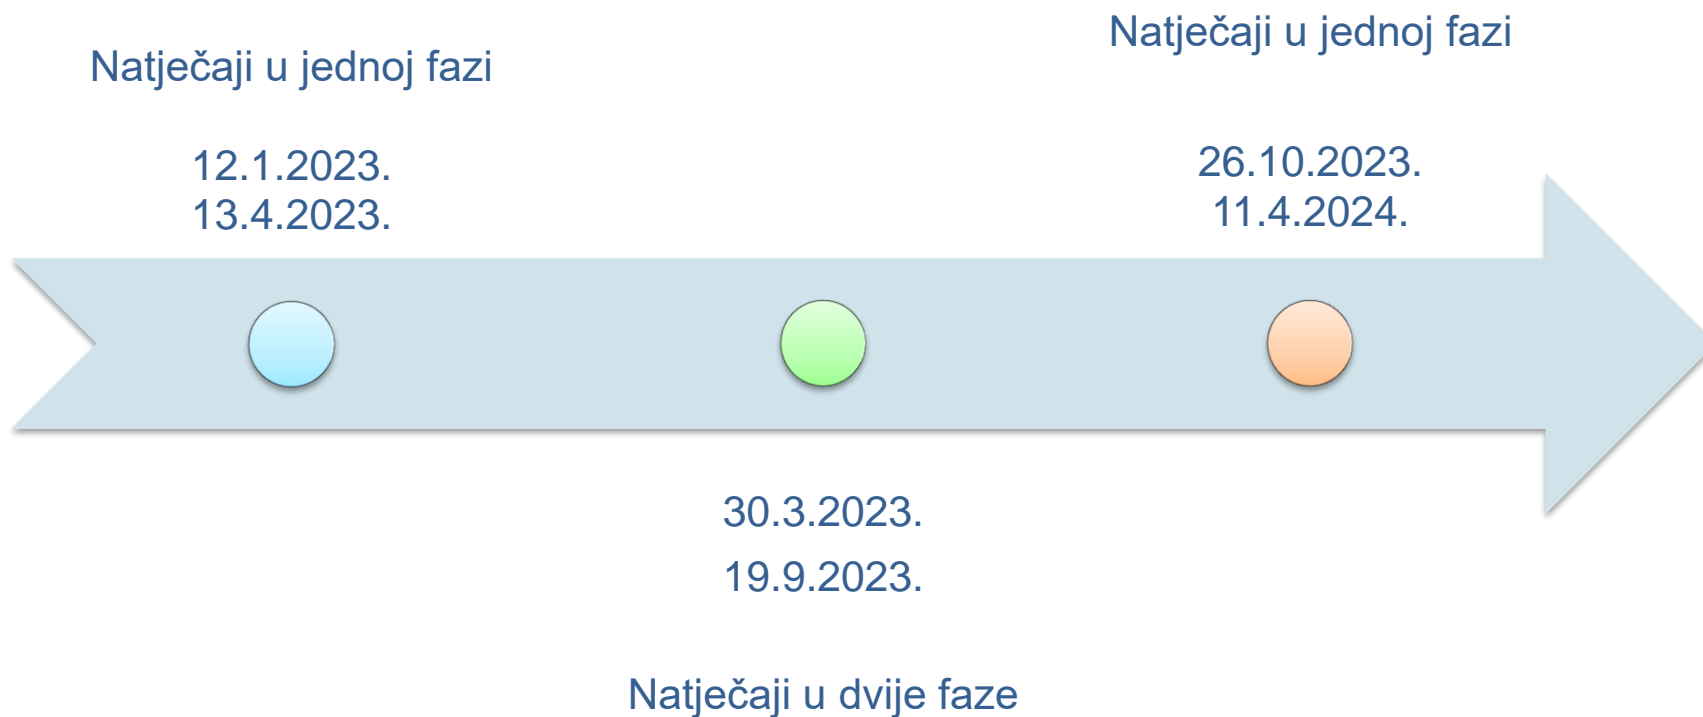 Natječaji u jednoj fazi
12.1.2023.
13.4.2023.
Natječaji u jednoj fazi
26.10.2023.
11.4.2024.
30.3.2023.
19.9.2023.
Natječaji u dvije faze